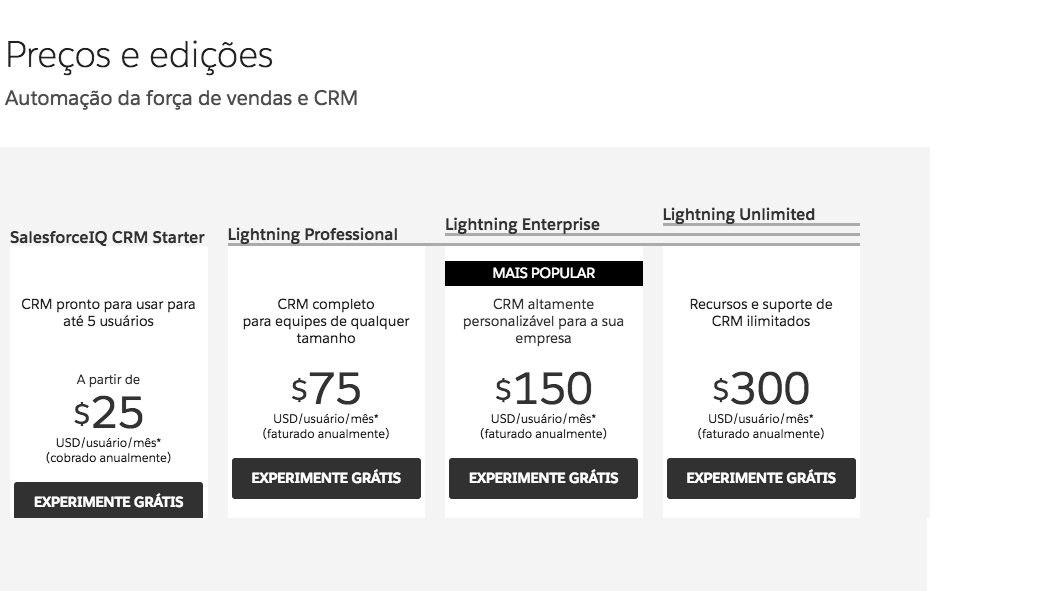 Preços e edições
Automação da força de vendas e CRM
SalesforceIQ CRM Starter
CRM pronto para usar para
até 5 usuários
A partir de
$25
USD/usuário/mês*
(cobrado anualmente)
EXPERIMENTE GRÁTIS
Lightning Professional
CRM completo
para equipes de qualquer
tamanho
$75
USD/usuário/mês*
(faturado anualmente)
EXPERIMENTE GRÁTIS
Lightning Enterprise
MAIS POPULAR
CRM altamente
personalizável para a sua
empresa
$150
USD/usuário/mês*
(faturado anualmente)
EXPERIMENTE GRÁTIS
Lightning Unlimited
Recursos e suporte de
CRM ilimitados
$300
USD/usuário/mês*
(faturado anualmente)
EXPERIMENTE GRÁTIS